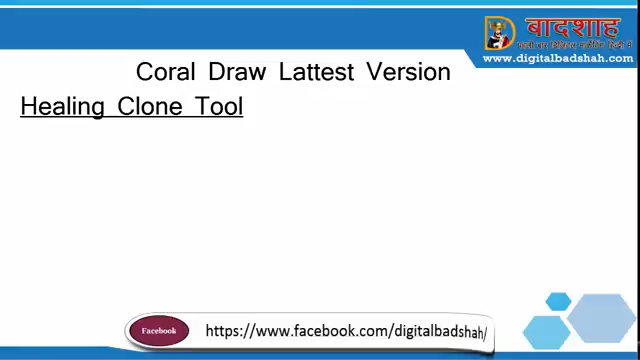 बादशाह
www.digitalbadshah.com
Coral Draw Lattest Version
Healing Clone Tool
Facebook
https://www.facebook.com/digitalbadshah/